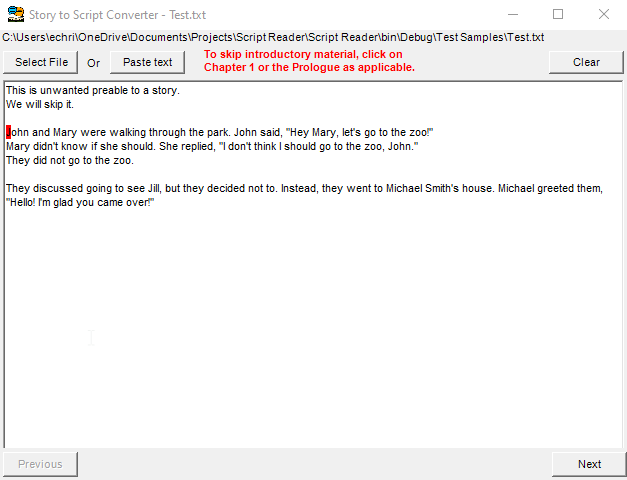 Story to Script Converter - Test.txt
C:\Users\echri\OneDrive\Documents\Projects\Script Reader\Script Reader\bin\Debug\Test Samples\Test.txt
Select File Or Paste text To skip introductory material, click on
Chapter 1 or the Prologue as applicable. Clear
This is unwanted preable to a story.
We will skip it.
John and Mary were walking through the park. John said, "Hey Mary, let's go to the zoo!"
Mary didn't know if she should. She replied, "I don't think I should go to the zoo, John."
They did not go to the zoo.
They discussed going to see Jill, but they decided not to. Instead, they went to Michael Smith's house. Michael greeted them,
"Hello! I'm glad you came over!"
Previous Next